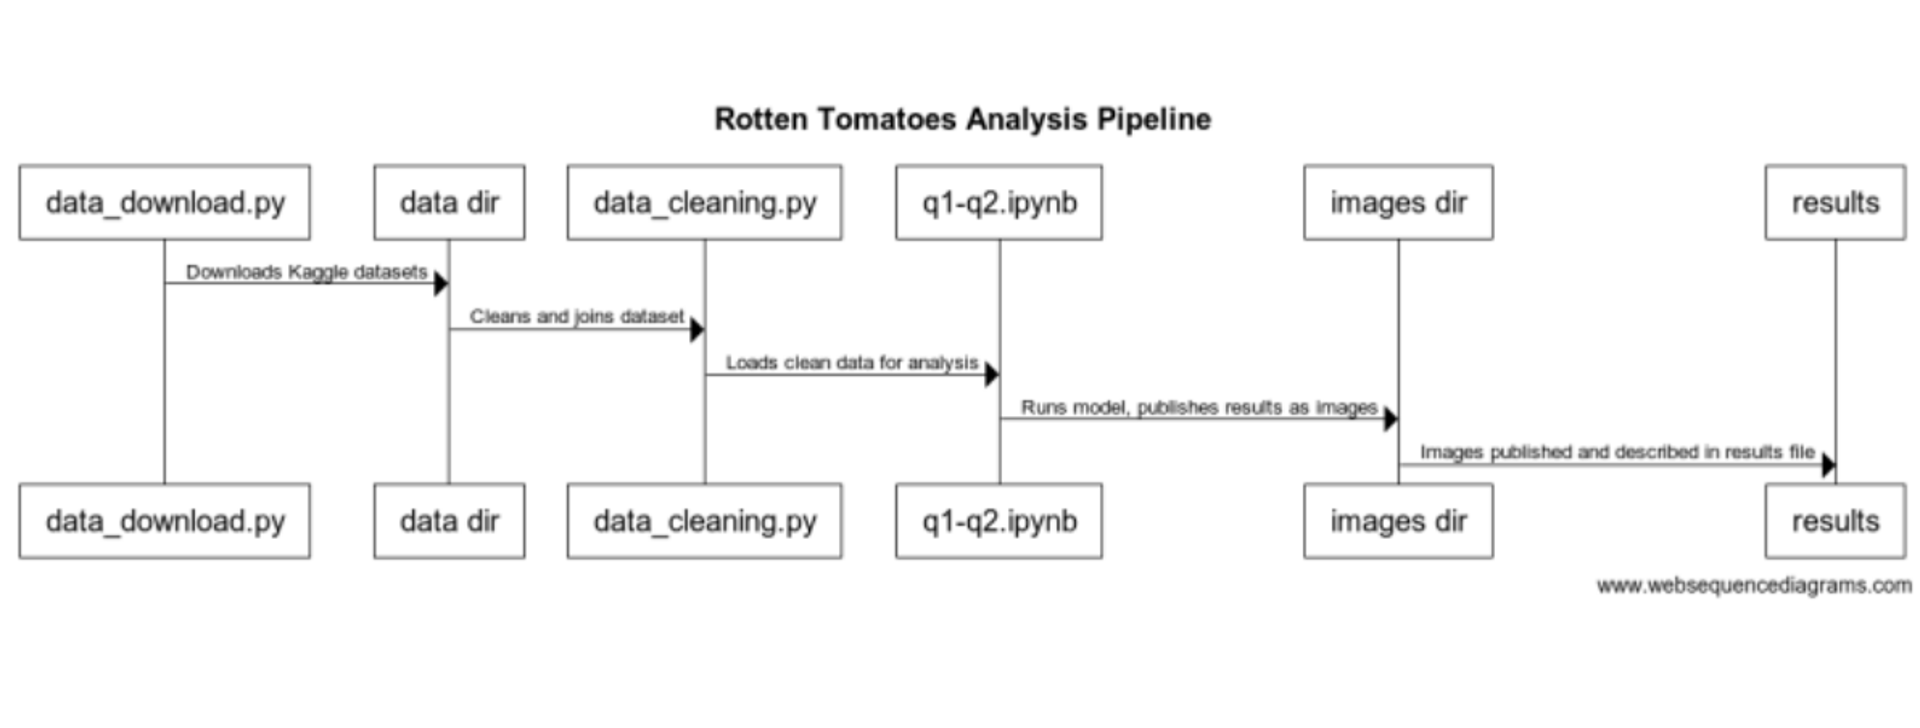 Rotten Tomatoes Analysis Pipeline
data_download.py
data dir
data_cleaning.py
q1-q2.ipynb
images dir
results
Downloads Kaggle datasets
Cleans and joins dataset
Loads clean data for analysis
Runs model, publishes results as images
Images published and described in results file
data_download.py
data dir
data_cleaning.py
q1-q2.ipynb
images dir
results
www.websequencediagrams.com